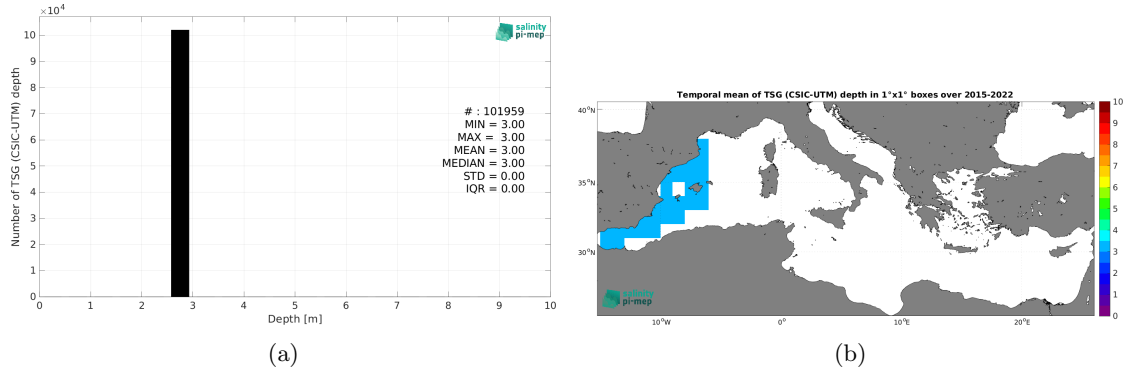 ×10⁴
10
9
8
7
6
5
4
3
2
1
0
Number of TSG (CSIC-UTM) depth
salinity
pi-mep
# : 101959
MIN = 3.00
MAX = 3.00
MEAN = 3.00
MEDIAN = 3.00
STD = 0.00
IQR = 0.00
0 1 2 3 4 5 6 7 8 9 10
Depth [m]
(a)
Temporal mean of TSG (CSIC-UTM) depth in 1°x1° boxes over 2015-2022
40°N
35°N
30°N
salinity
pi-mep
10°W 0° 10°E 20°E
10
9
8
7
6
5
4
3
2
1
0
(b)